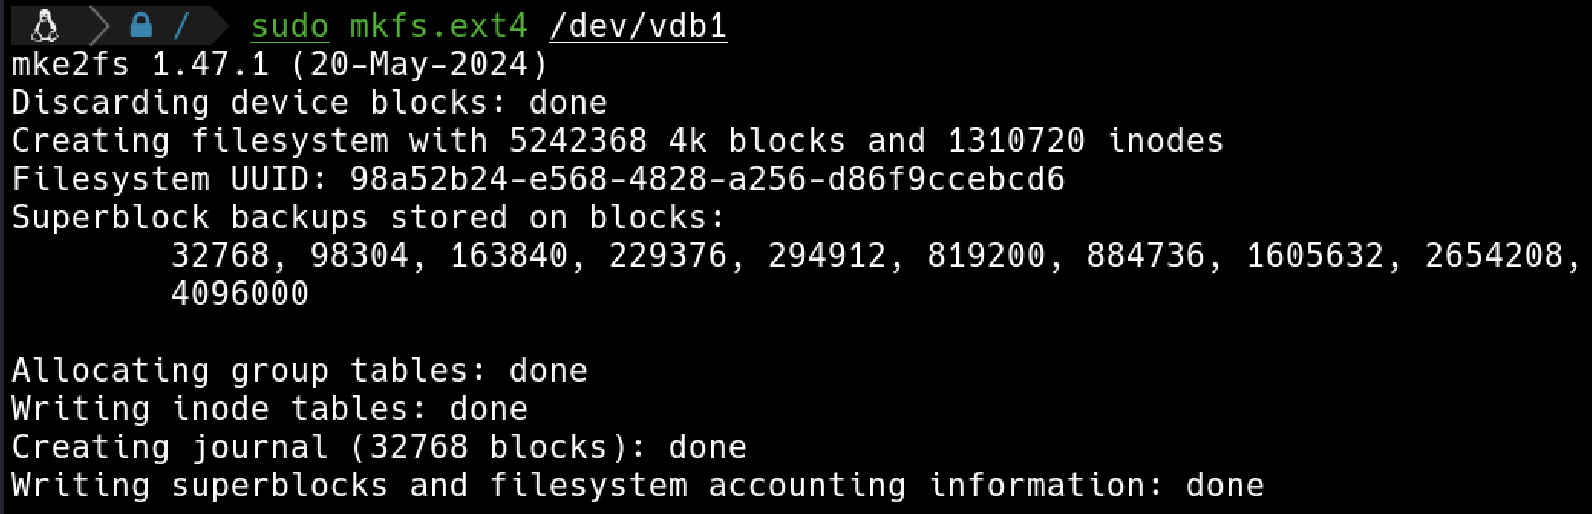 / sudo mkfs.ext4 /dev/vdb1
mke2fs 1.47.1 (20-May-2024)
Discarding device blocks: done
Creating filesystem with 5242368 4k blocks and 1310720 inodes
Filesystem UUID: 98a52b24-e568-4828-a256-d86f9ccebcd6
Superblock backups stored on blocks:
32768, 98304, 163840, 229376, 294912, 819200, 884736, 1605632, 2654208,
4096000
Allocating group tables: done
Writing inode tables: done
Creating journal (32768 blocks): done
Writing superblocks and filesystem accounting information: done